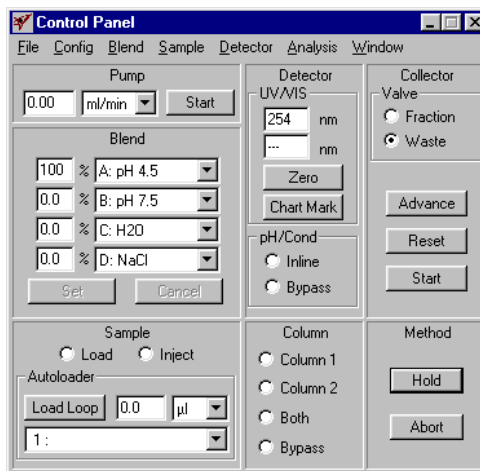 Control Panel
File Config Blend Sample Detector Analysis Window
Pump
0.00 ml/min Start
Blend
100 % A: pH 4.5
0.0 % B: pH 7.5
0.0 % C: H2O
0.0 % D: NaCl
Set Cancel
Detector
UV/VIS
254 nm
--- nm
Zero
Chart Mark
pH/Cond
Inline
Bypass
Collector
Valve
Fraction
Waste
Advance
Reset
Start
Sample
Load Inject
Autoloader
Load Loop 0.0 µl
1 :
Column
Column 1
Column 2
Both
Bypass
Method
Hold
Abort